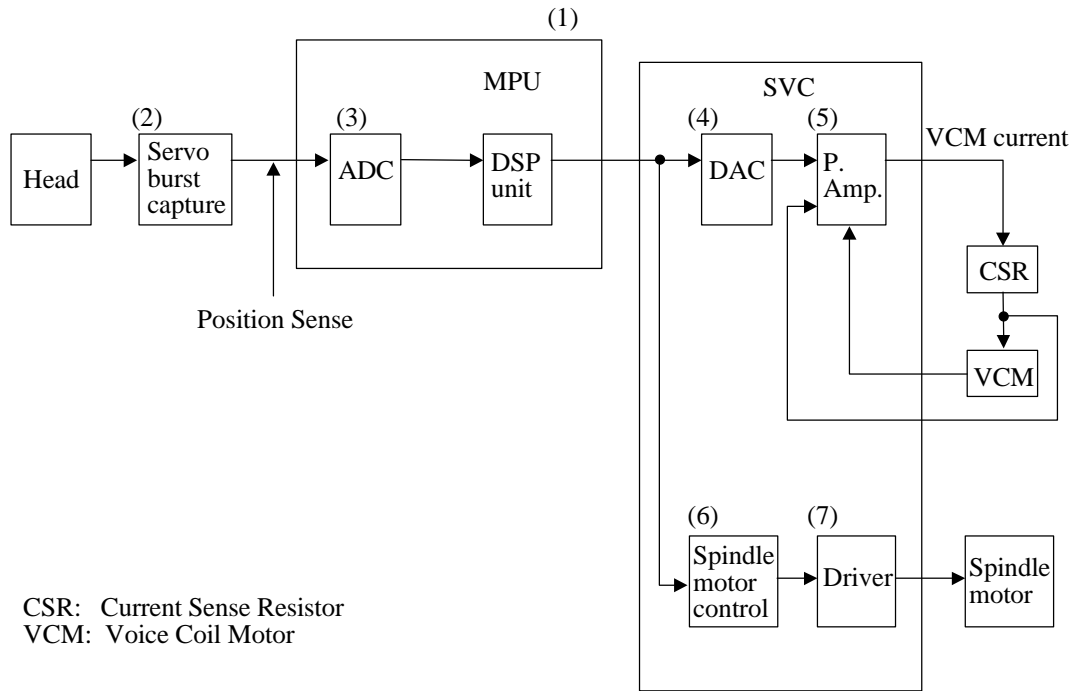 (1)
MPU
SVC
(2)
(3)
(4)
(5)
VCM current
Head
Servo
burst
capture
ADC
DSP
unit
DAC
P.
Amp.
CSR
Position Sense
VCM
(6)
(7)
Spindle
motor
control
Driver
Spindle
motor
CSR: Current Sense Resistor
VCM: Voice Coil Motor